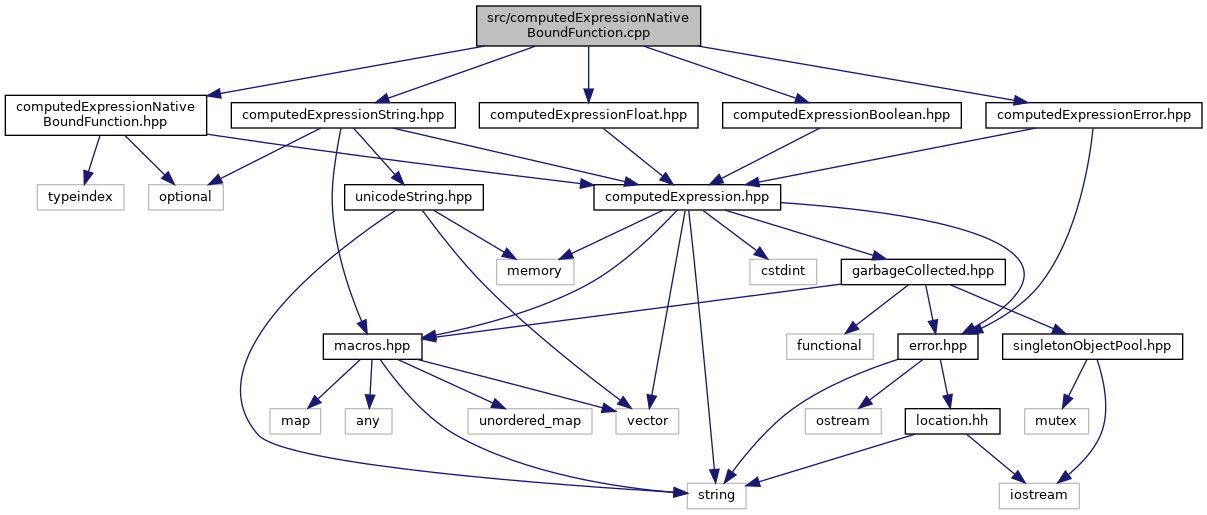 src/computedExpressionNative
BoundFunction.cpp
computedExpressionNative
BoundFunction.hpp
computedExpressionString.hpp
computedExpressionFloat.hpp
computedExpressionBoolean.hpp
computedExpressionError.hpp
typeindex
optional
unicodeString.hpp
computedExpression.hpp
memory
cstdint
garbageCollected.hpp
macros.hpp
functional
error.hpp
singletonObjectPool.hpp
map
any
unordered_map
vector
ostream
location.hh
mutex
string
iostream